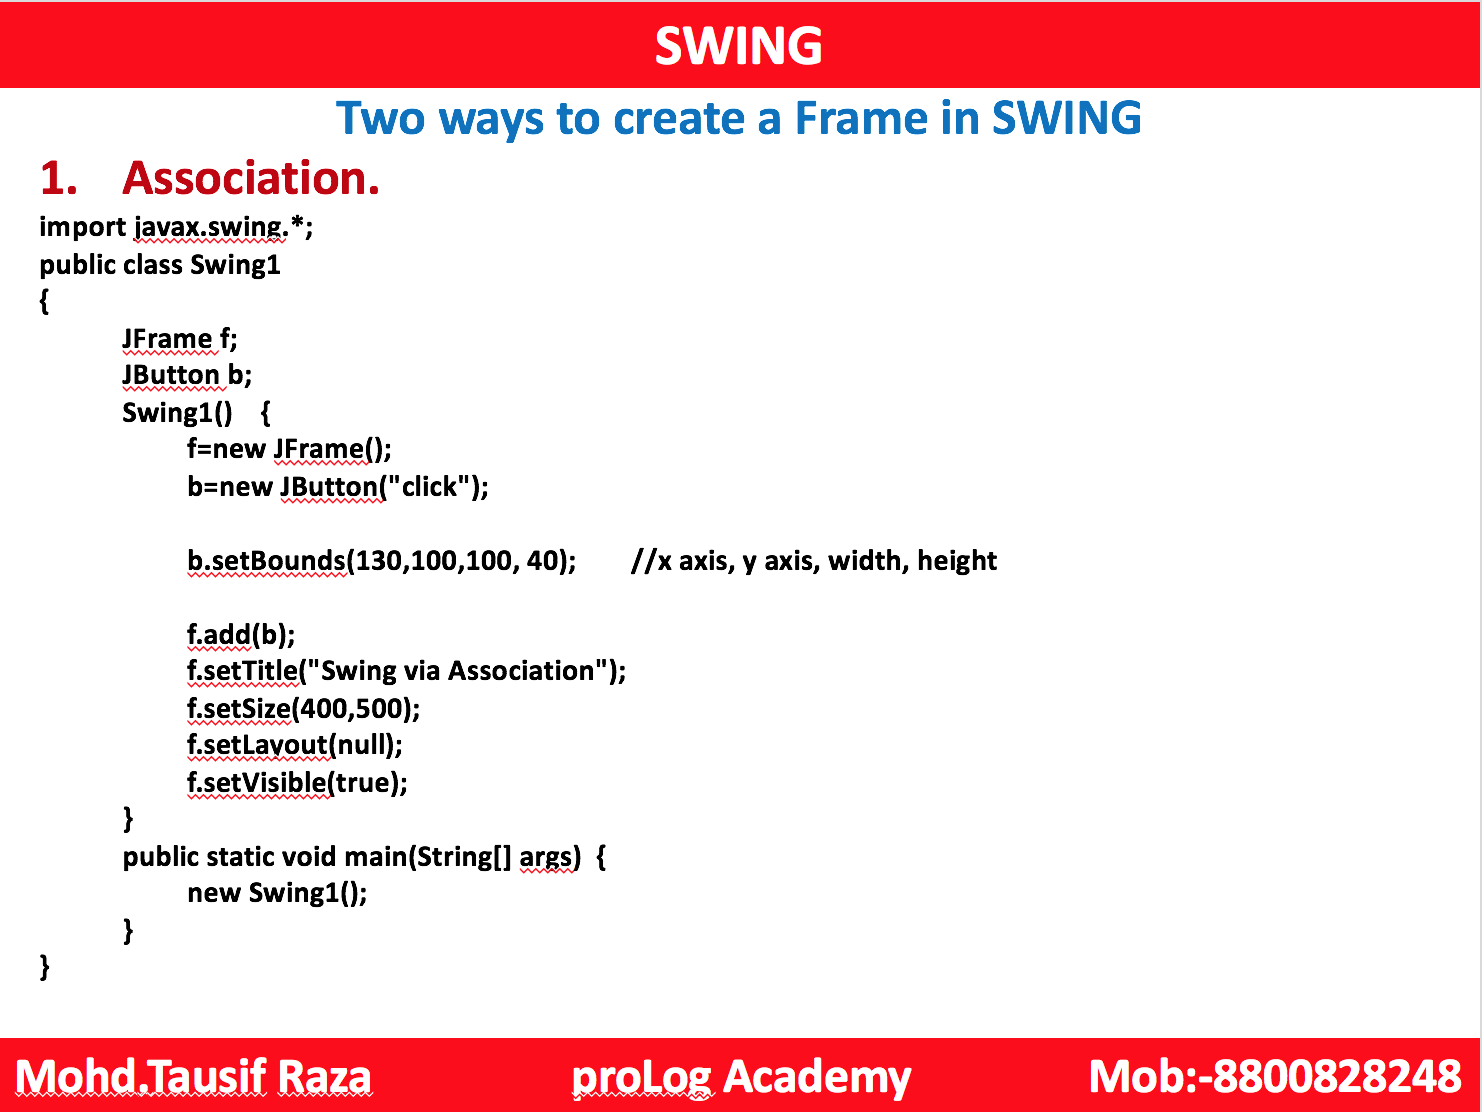 SWING
Two ways to create a Frame in SWING
1. Association.
import javax.swing.*;
public class Swing1
{
JFrame f;
JButton b;
Swing1() {
f=new JFrame();
b=new JButton("click");
b.setBounds(130,100,100, 40); //x axis, y axis, width, height
f.add(b);
f.setTitle("Swing via Association");
f.setSize(400,500);
f.setLayout(null);
f.setVisible(true);
}
public static void main(String[] args) {
new Swing1();
}
}
Mohd.Tausif Raza proLog Academy Mob:-8800828248